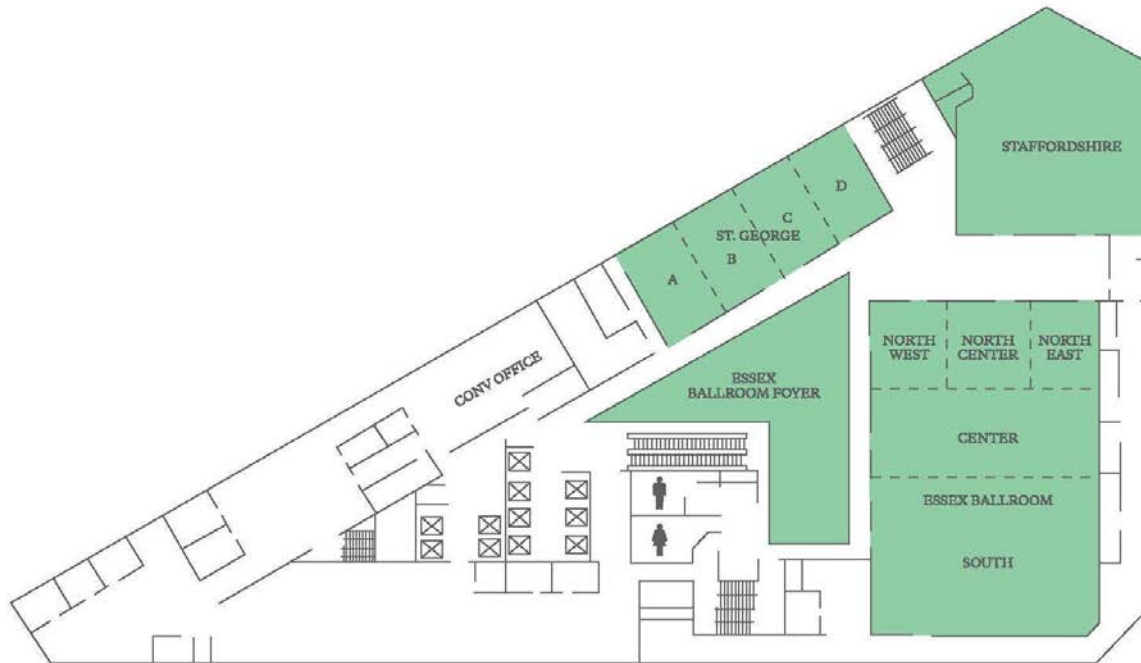 STAFFORDSHIRE
D
C
ST. GEORGE
B
A
CONV OFFICE
ESSEX
BALLROOM FOYER
NORTH
WEST
NORTH
CENTER
NORTH
EAST
CENTER
ESSEX BALLROOM
SOUTH